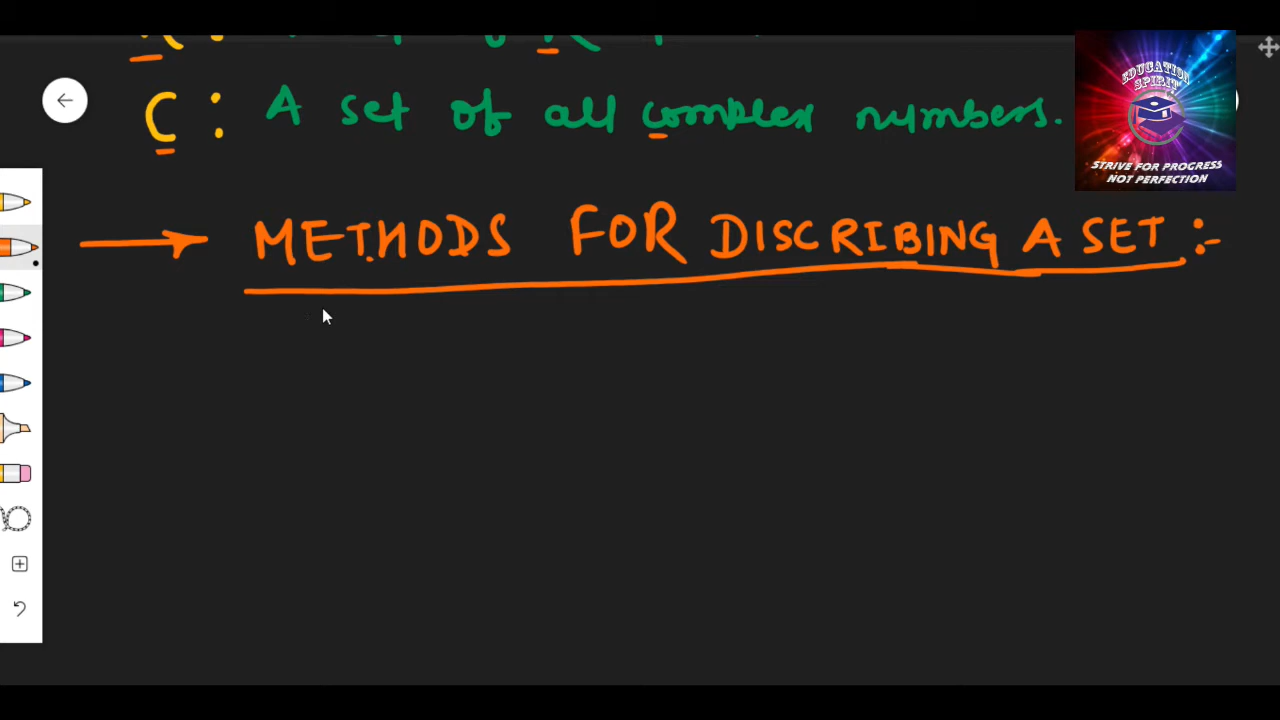 C : A set of all complex numbers.
EDUCATION
SPIRIT
STRIVE FOR PROGRESS
NOT PERFECTION
METHODS FOR DISCRIBING A SET :-